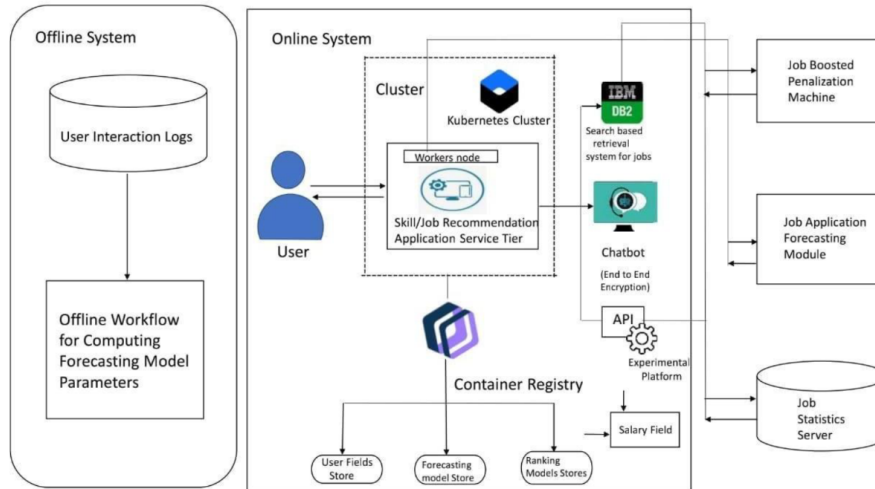 Offline System
User Interaction Logs
Offline Workflow
for Computing
Forecasting Model
Parameters
Online System
Cluster
Kubernetes Cluster
Workers node
Skill/Job Recommendation
Application Service Tier
User
IBM
DB2
Search based
retrieval
system for jobs
Chatbot
(End to End
Encryption)
API
Experimental
Platform
Container Registry
User Fields
Store
Forecasting
model Store
Ranking
Models Stores
Salary Field
Job Boosted
Penalization
Machine
Job Application
Forecasting
Module
Job
Statistics
Server